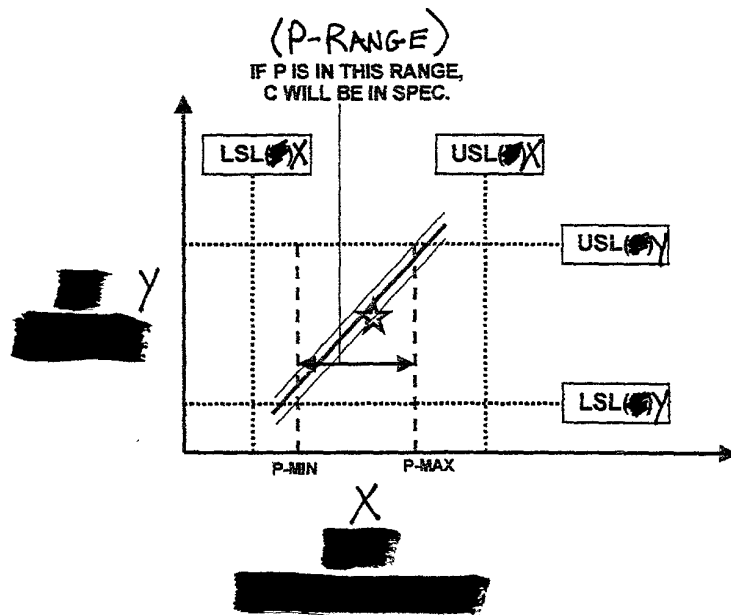 (P-RANGE)
IF P IS IN THIS RANGE,
C WILL BE IN SPEC.
LSL( X
USL( X
USL( Y
Y
LSL( Y
P-MIN
P-MAX
X